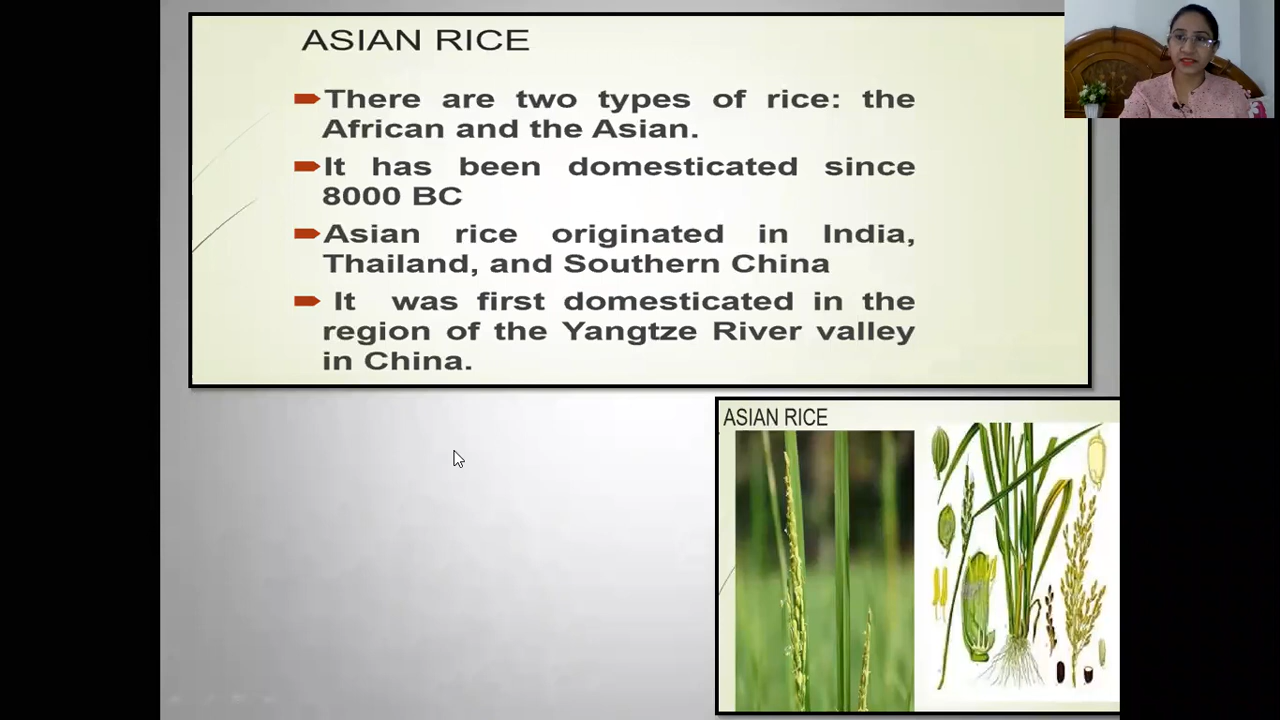 ASIAN RICE
There are two types of rice: the
African and the Asian.
It has been domesticated since
8000 BC
Asian rice originated in India,
Thailand, and Southern China
It was first domesticated in the
region of the Yangtze River valley
in China.
ASIAN RICE